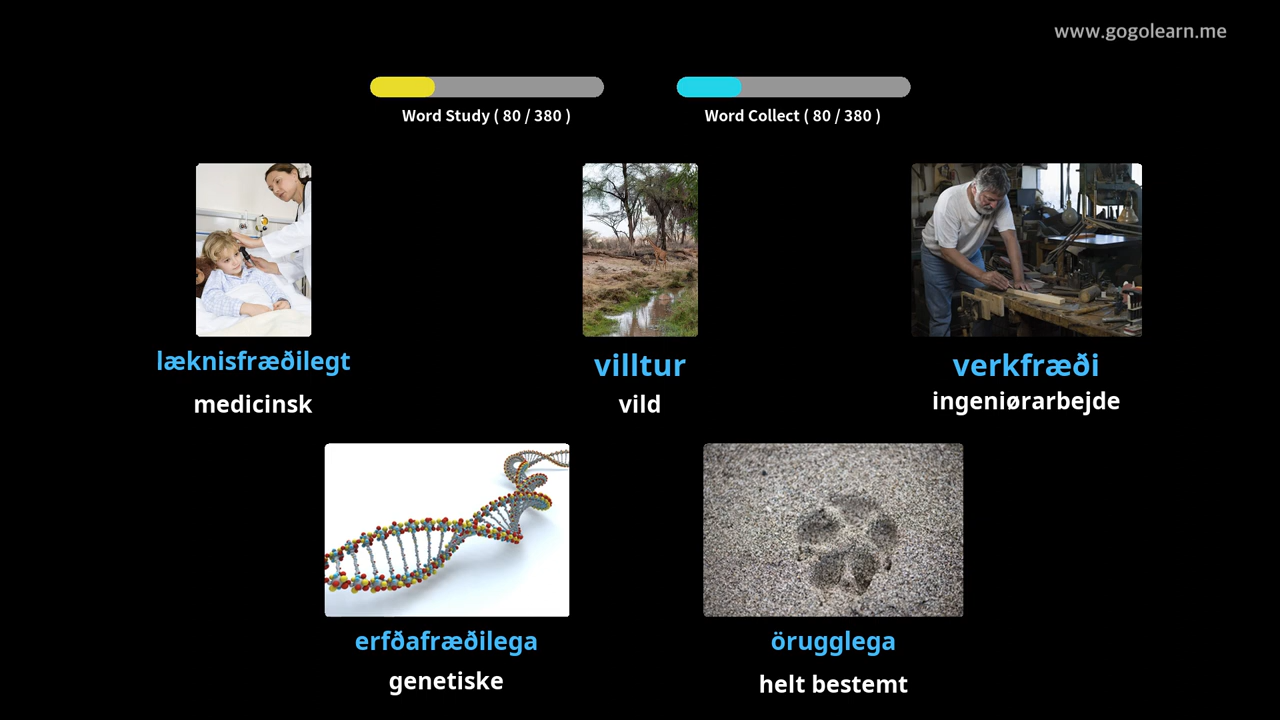 www.gogolearn.me
Word Study ( 80 / 380 )
Word Collect ( 80 / 380 )
læknisfræðilegt
medicinsk
villtur
vild
verkfræði
ingeniørarbejde
erfðafræðilega
genetiske
örugglega
helt bestemt